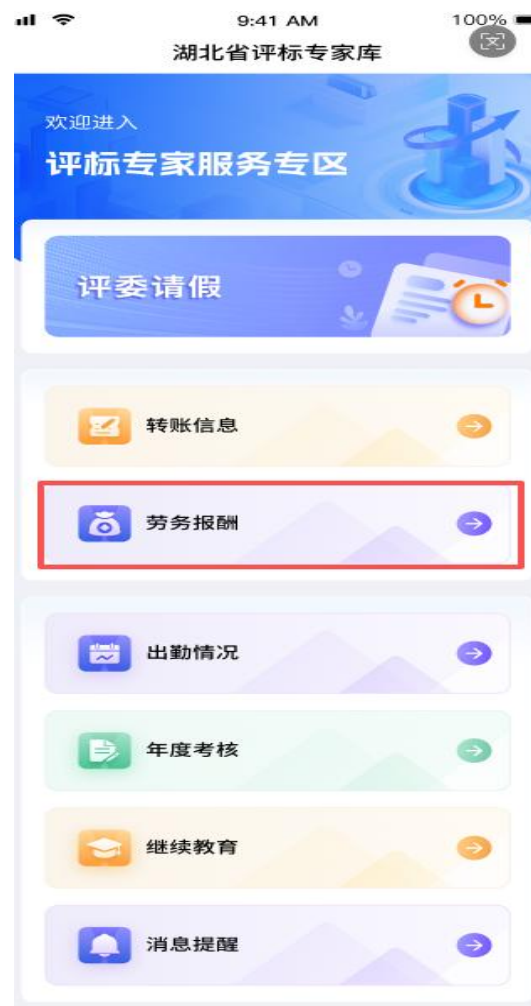 9:41 AM
100%
湖北省评标专家库
欢迎进入
评标专家服务专区
评委请假
转账信息
劳务报酬
出勤情况
年度考核
继续教育
消息提醒